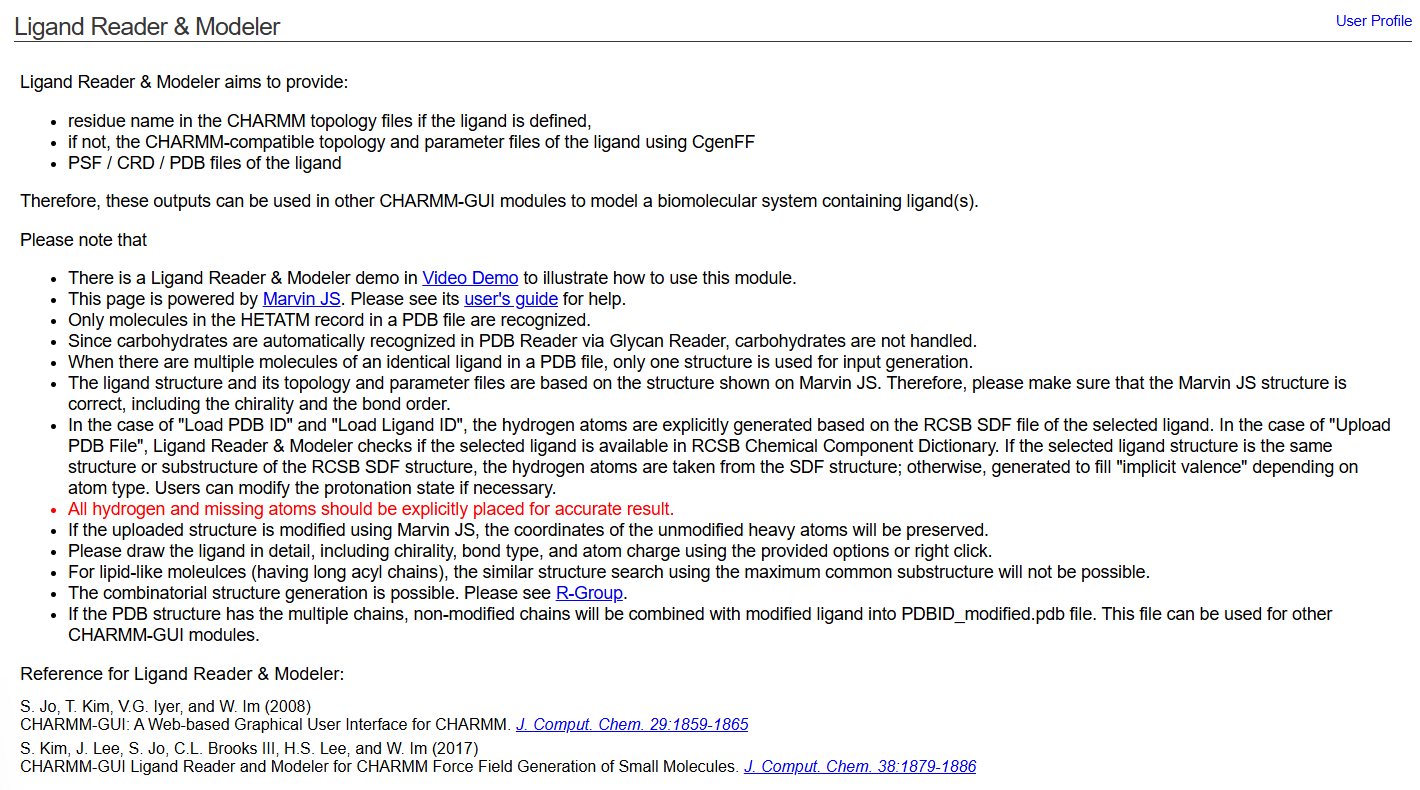 Ligand Reader & Modeler
User Profile
Ligand Reader & Modeler aims to provide:
• residue name in the CHARMM topology files if the ligand is defined,
• if not, the CHARMM-compatible topology and parameter files of the ligand using CgenFF
• PSF / CRD / PDB files of the ligand
Therefore, these outputs can be used in other CHARMM-GUI modules to model a biomolecular system containing ligand(s).
Please note that
• There is a Ligand Reader & Modeler demo in Video Demo to illustrate how to use this module.
• This page is powered by Marvin JS. Please see its user's guide for help.
• Only molecules in the HETATM record in a PDB file are recognized.
• Since carbohydrates are automatically recognized in PDB Reader via Glycan Reader, carbohydrates are not handled.
• When there are multiple molecules of an identical ligand in a PDB file, only one structure is used for input generation.
• The ligand structure and its topology and parameter files are based on the structure shown on Marvin JS. Therefore, please make sure that the Marvin JS structure is
correct, including the chirality and the bond order.
• In the case of "Load PDB ID" and "Load Ligand ID", the hydrogen atoms are explicitly generated based on the RCSB SDF file of the selected ligand. In the case of "Upload
PDB File", Ligand Reader & Modeler checks if the selected ligand is available in RCSB Chemical Component Dictionary. If the selected ligand structure is the same
structure or substructure of the RCSB SDF structure, the hydrogen atoms are taken from the SDF structure; otherwise, generated to fill "implicit valence" depending on
atom type. Users can modify the protonation state if necessary.
• All hydrogen and missing atoms should be explicitly placed for accurate result.
• If the uploaded structure is modified using Marvin JS, the coordinates of the unmodified heavy atoms will be preserved.
• Please draw the ligand in detail, including chirality, bond type, and atom charge using the provided options or right click.
• For lipid-like moleulces (having long acyl chains), the similar structure search using the maximum common substructure will not be possible.
• The combinatorial structure generation is possible. Please see R-Group.
• If the PDB structure has the multiple chains, non-modified chains will be combined with modified ligand into PDBID_modified.pdb file. This file can be used for other
CHARMM-GUI modules.
Reference for Ligand Reader & Modeler:
S. Jo, T. Kim, V.G. Iyer, and W. Im (2008)
CHARMM-GUI: A Web-based Graphical User Interface for CHARMM. J. Comput. Chem. 29:1859-1865
S. Kim, J. Lee, S. Jo, C.L. Brooks III, H.S. Lee, and W. Im (2017)
CHARMM-GUI Ligand Reader and Modeler for CHARMM Force Field Generation of Small Molecules. J. Comput. Chem. 38:1879-1886